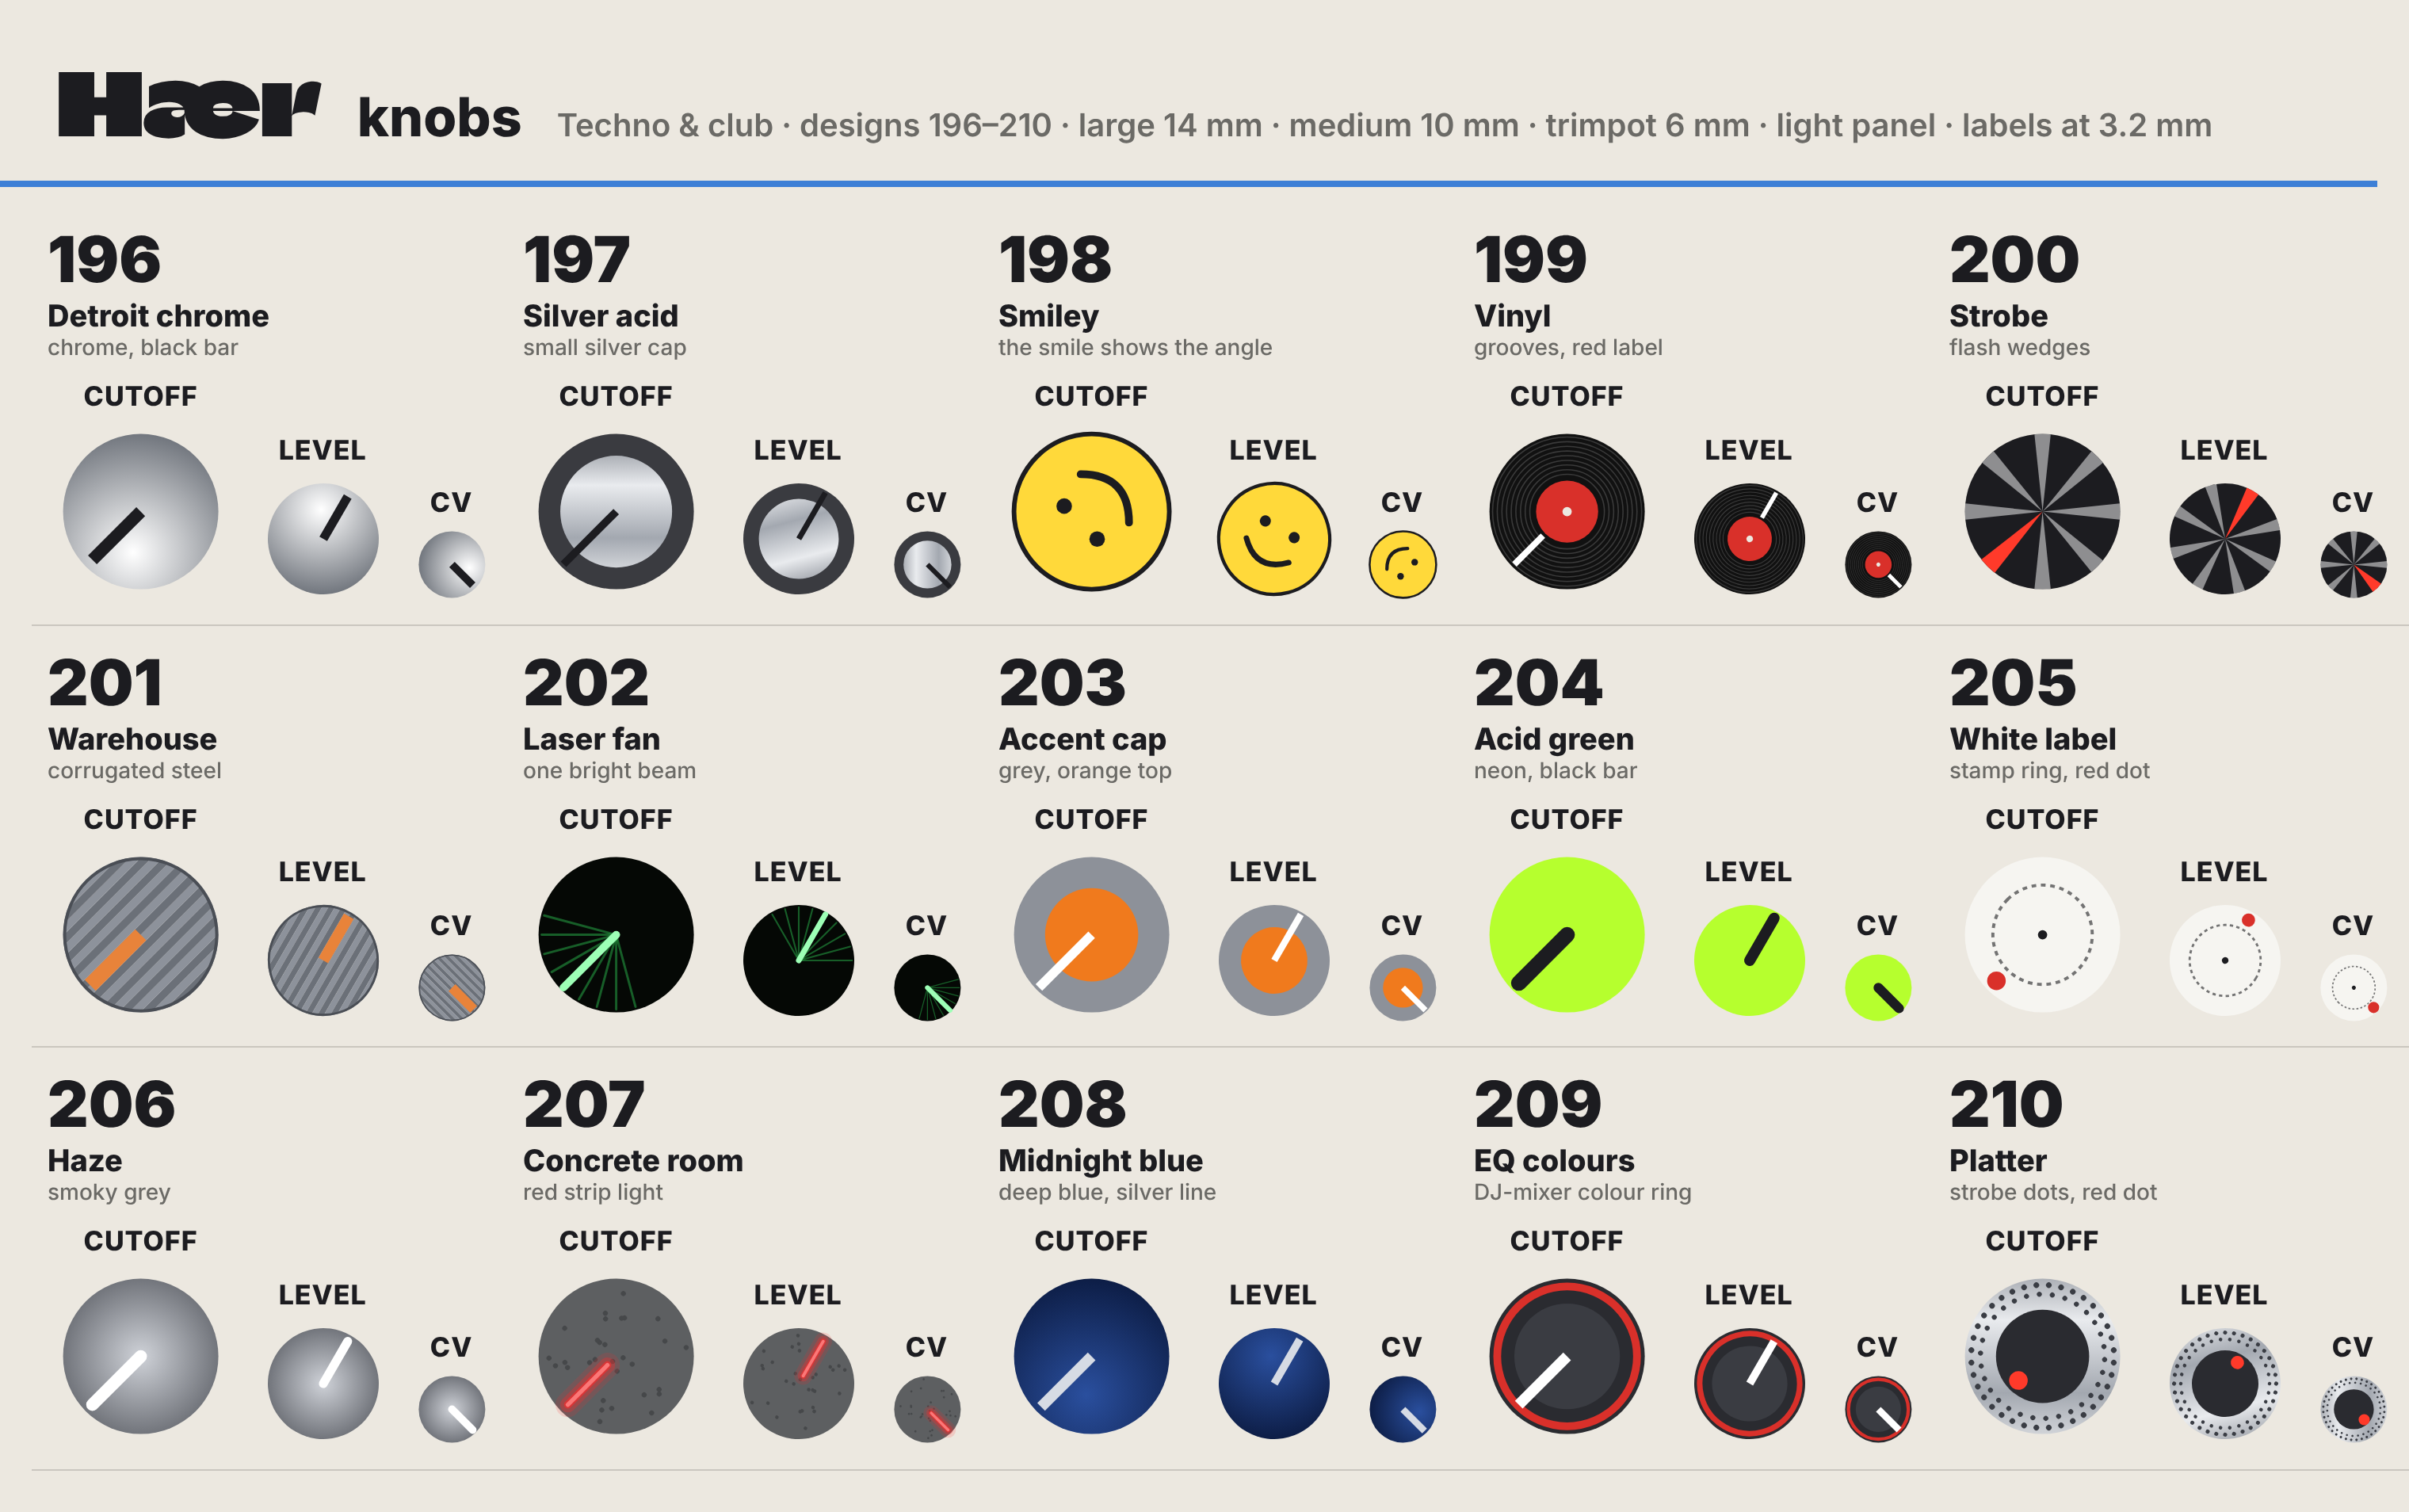 Hær knobs Techno & club · designs 196–210 · large 14 mm · medium 10 mm · trimpot 6 mm · light panel · labels at 3.2 mm
196
Detroit chrome
chrome, black bar
CUTOFF
LEVEL
CV
197
Silver acid
small silver cap
CUTOFF
LEVEL
CV
198
Smiley
the smile shows the angle
CUTOFF
LEVEL
CV
199
Vinyl
grooves, red label
CUTOFF
LEVEL
CV
200
Strobe
flash wedges
CUTOFF
LEVEL
CV
201
Warehouse
corrugated steel
CUTOFF
LEVEL
CV
202
Laser fan
one bright beam
CUTOFF
LEVEL
CV
203
Accent cap
grey, orange top
CUTOFF
LEVEL
CV
204
Acid green
neon, black bar
CUTOFF
LEVEL
CV
205
White label
stamp ring, red dot
CUTOFF
LEVEL
CV
206
Haze
smoky grey
CUTOFF
LEVEL
CV
207
Concrete room
red strip light
CUTOFF
LEVEL
CV
208
Midnight blue
deep blue, silver line
CUTOFF
LEVEL
CV
209
EQ colours
DJ-mixer colour ring
CUTOFF
LEVEL
CV
210
Platter
strobe dots, red dot
CUTOFF
LEVEL
CV